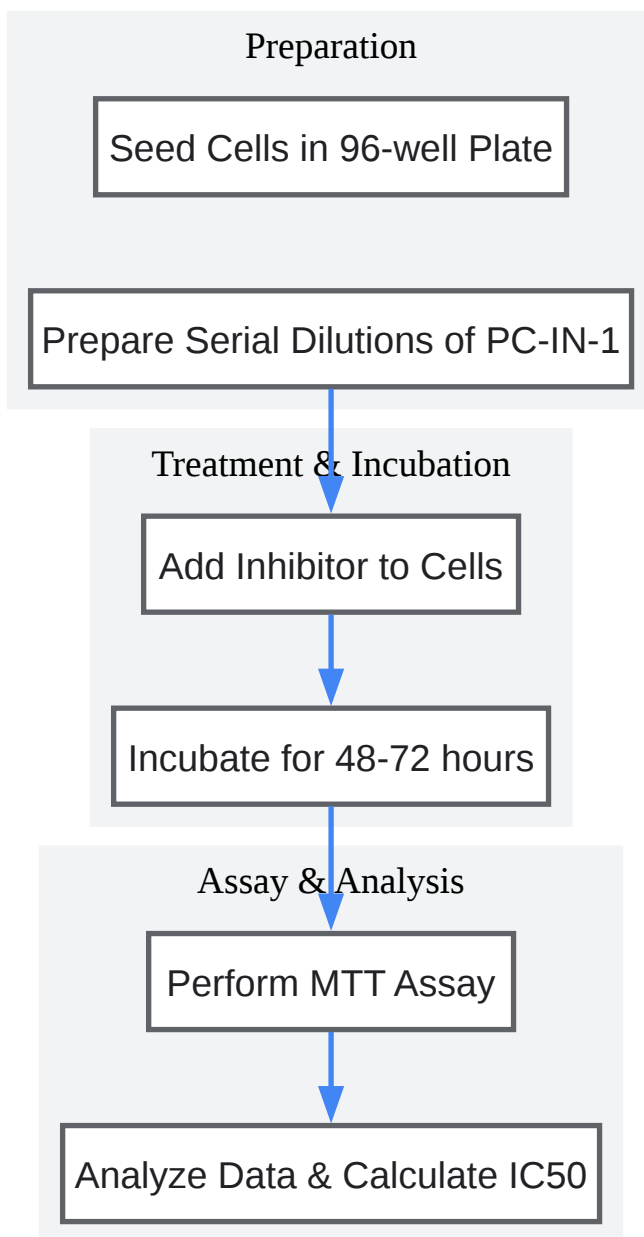 Preparation
Seed Cells in 96-well Plate
Prepare Serial Dilutions of PC-IN-1
Treatment & Incubation
Add Inhibitor to Cells
Incubate for 48-72 hours
Assay & Analysis
Perform MTT Assay
Analyze Data & Calculate IC50